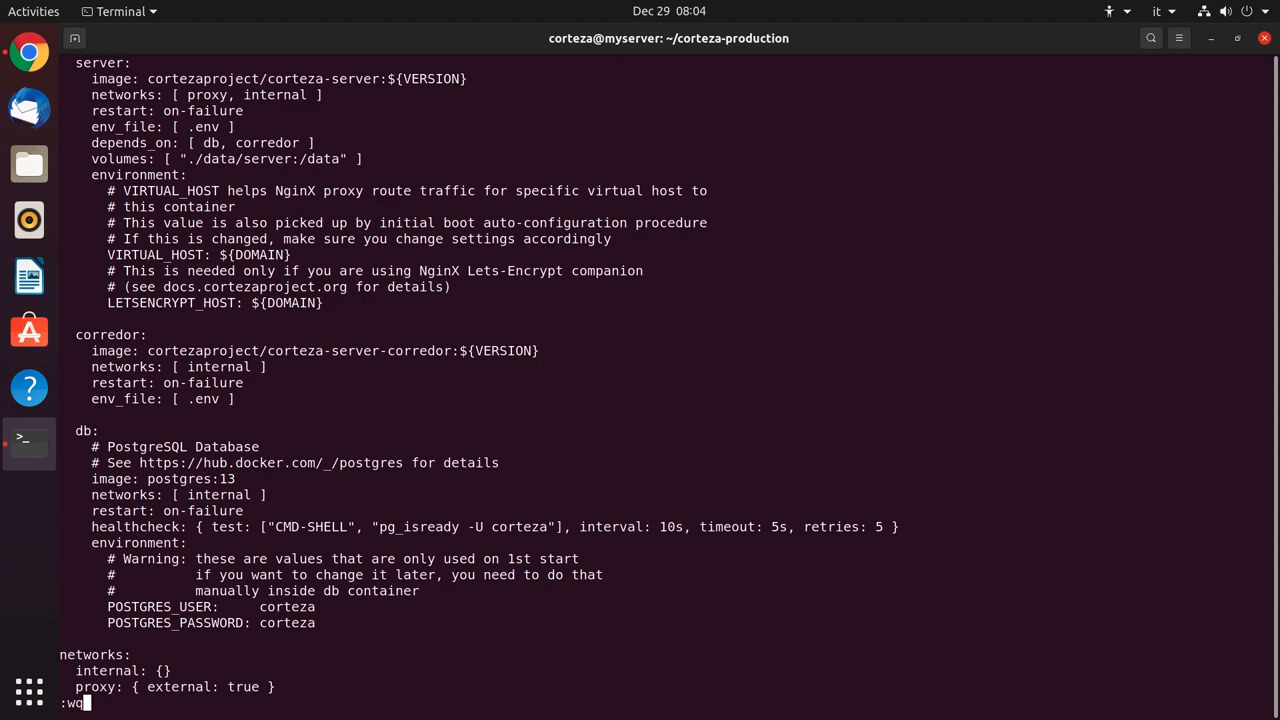 Activities
Terminal
Dec 29 08:04
it
corteza@myserver: ~/corteza-production
server:
image: cortezaproject/corteza-server:${VERSION}
networks: [ proxy, internal ]
restart: on-failure
env_file: [ .env ]
depends_on: [ db, corredor ]
volumes: [ "./data/server:/data" ]
environment:
# VIRTUAL_HOST helps NginX proxy route traffic for specific virtual host to
# this container
# This value is also picked up by initial boot auto-configuration procedure
# If this is changed, make sure you change settings accordingly
VIRTUAL_HOST: ${DOMAIN}
# This is needed only if you are using NginX Lets-Encrypt companion
# (see docs.cortezaproject.org for details)
LETSENCRYPT_HOST: ${DOMAIN}
corredor:
image: cortezaproject/corteza-server-corredor:${VERSION}
networks: [ internal ]
restart: on-failure
env_file: [ .env ]
db:
# PostgreSQL Database
# See https://hub.docker.com/_/postgres for details
image: postgres:13
networks: [ internal ]
restart: on-failure
healthcheck: { test: ["CMD-SHELL", "pg_isready -U corteza"], interval: 10s, timeout: 5s, retries: 5 }
environment:
# Warning: these are values that are only used on 1st start
# if you want to change it later, you need to do that
# manually inside db container
POSTGRES_USER: corteza
POSTGRES_PASSWORD: corteza
networks:
internal: {}
proxy: { external: true }
:wq